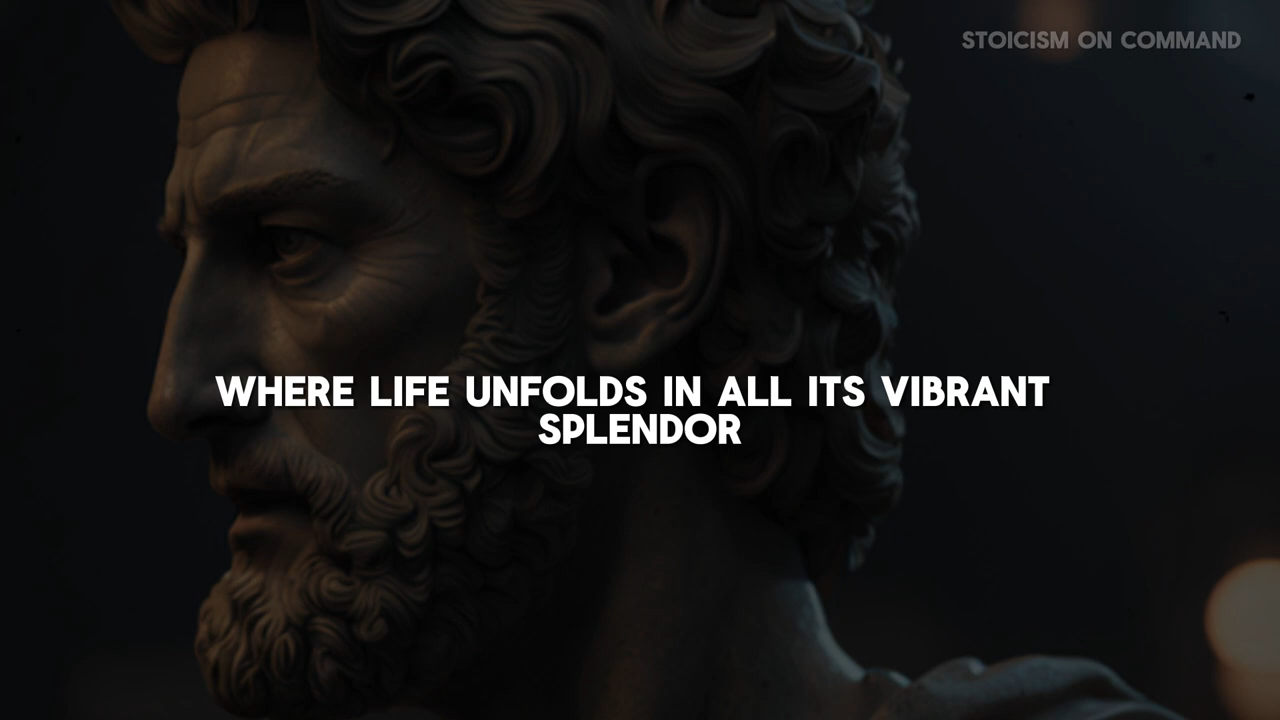 STOICISM ON COMMAND
WHERE LIFE UNFOLDS IN ALL ITS VIBRANT
SPLENDOR